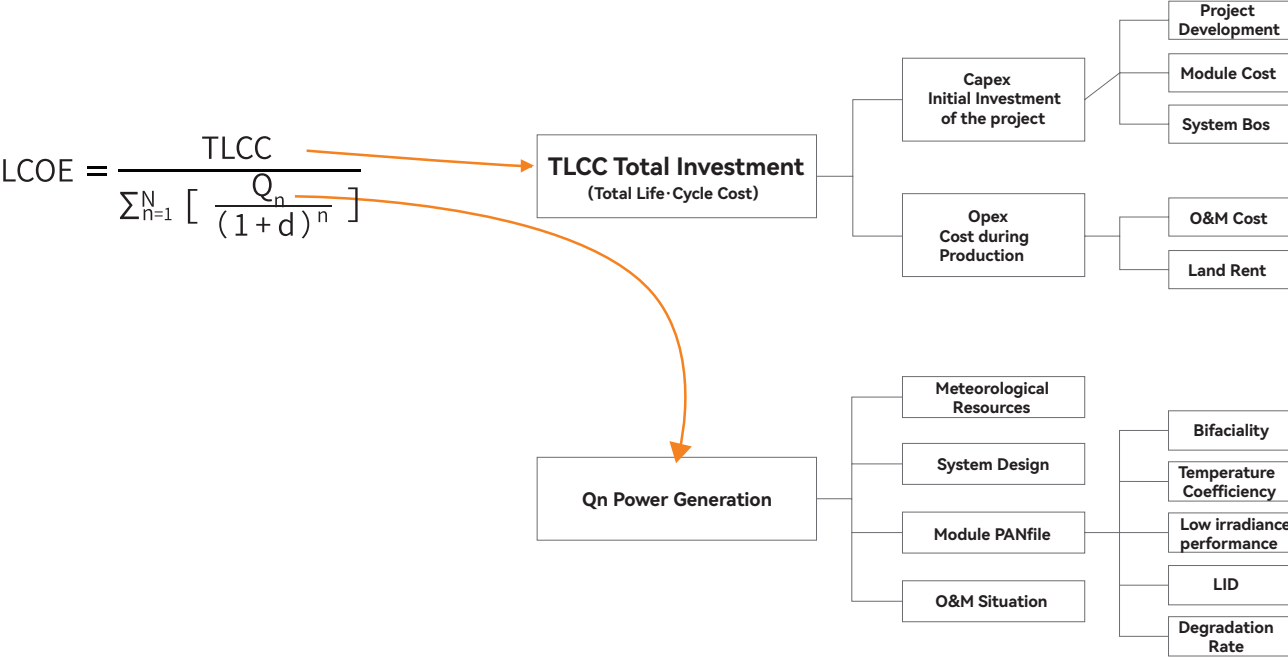 LCOE = TLCC
∑ N n=1 [ Qn
(1+d)n ]
TLCC Total Investment
(Total Life·Cycle Cost)
Capex
Initial Investment
of the project
Project
Development
Module Cost
System Bos
Opex
Cost during
Production
O&M Cost
Land Rent
Qn Power Generation
Meteorological
Resources
System Design
Module PANfile
O&M Situation
Bifaciality
Temperature
Coefficiency
Low irradiance
performance
LID
Degradation
Rate